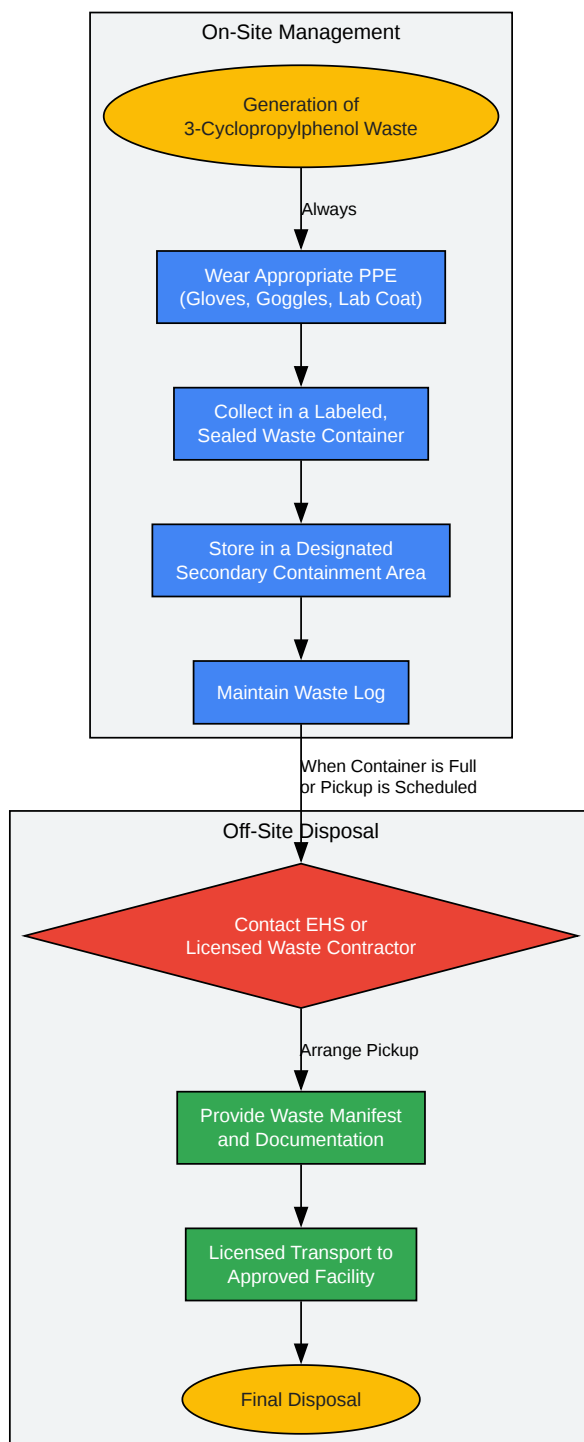 On-Site Management
Generation of
3-Cyclopropylphenol Waste
Always
Wear Appropriate PPE
(Gloves, Goggles, Lab Coat)
Collect in a Labeled,
Sealed Waste Container
Store in a Designated
Secondary Containment Area
Maintain Waste Log
When Container is Full
or Pickup is Scheduled
Off-Site Disposal
Contact EHS or
Licensed Waste Contractor
Arrange Pickup
Provide Waste Manifest
and Documentation
Licensed Transport to
Approved Facility
Final Disposal